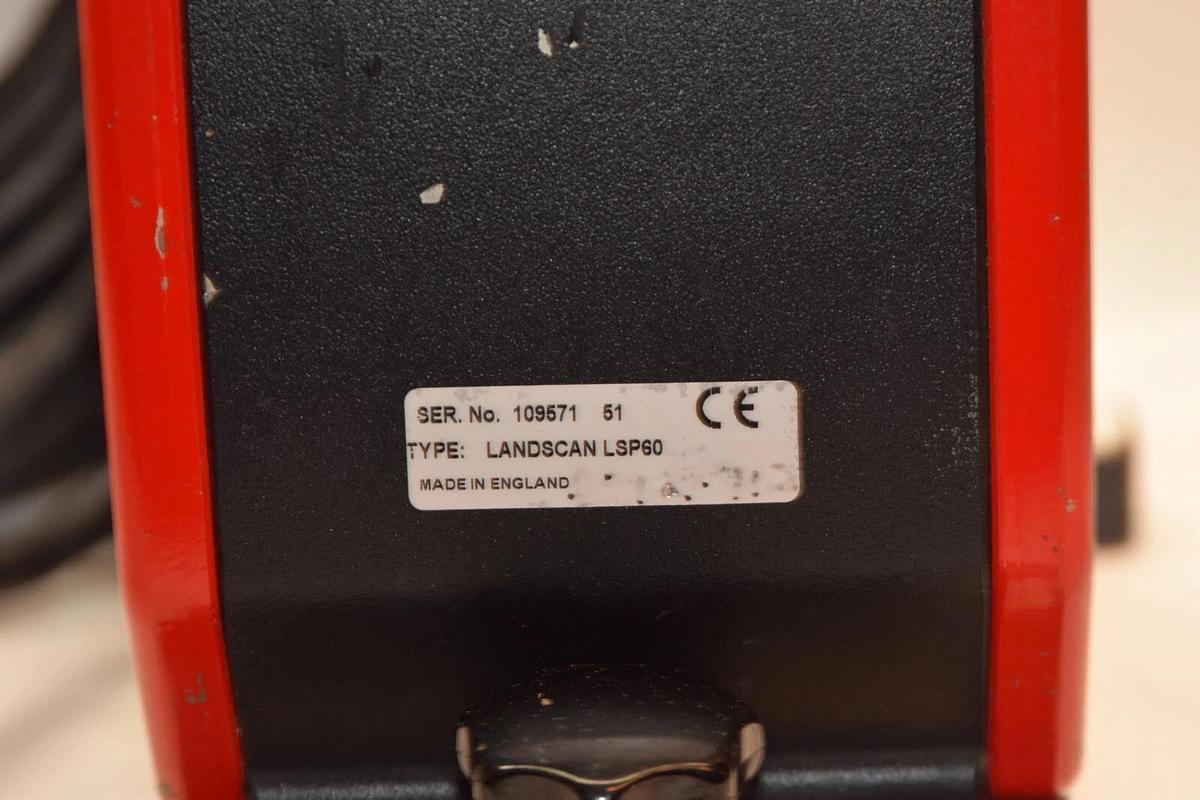 SER. No. 109571 51 CE
TYPE: LANDSCAN LSP60
MADE IN ENGLAND